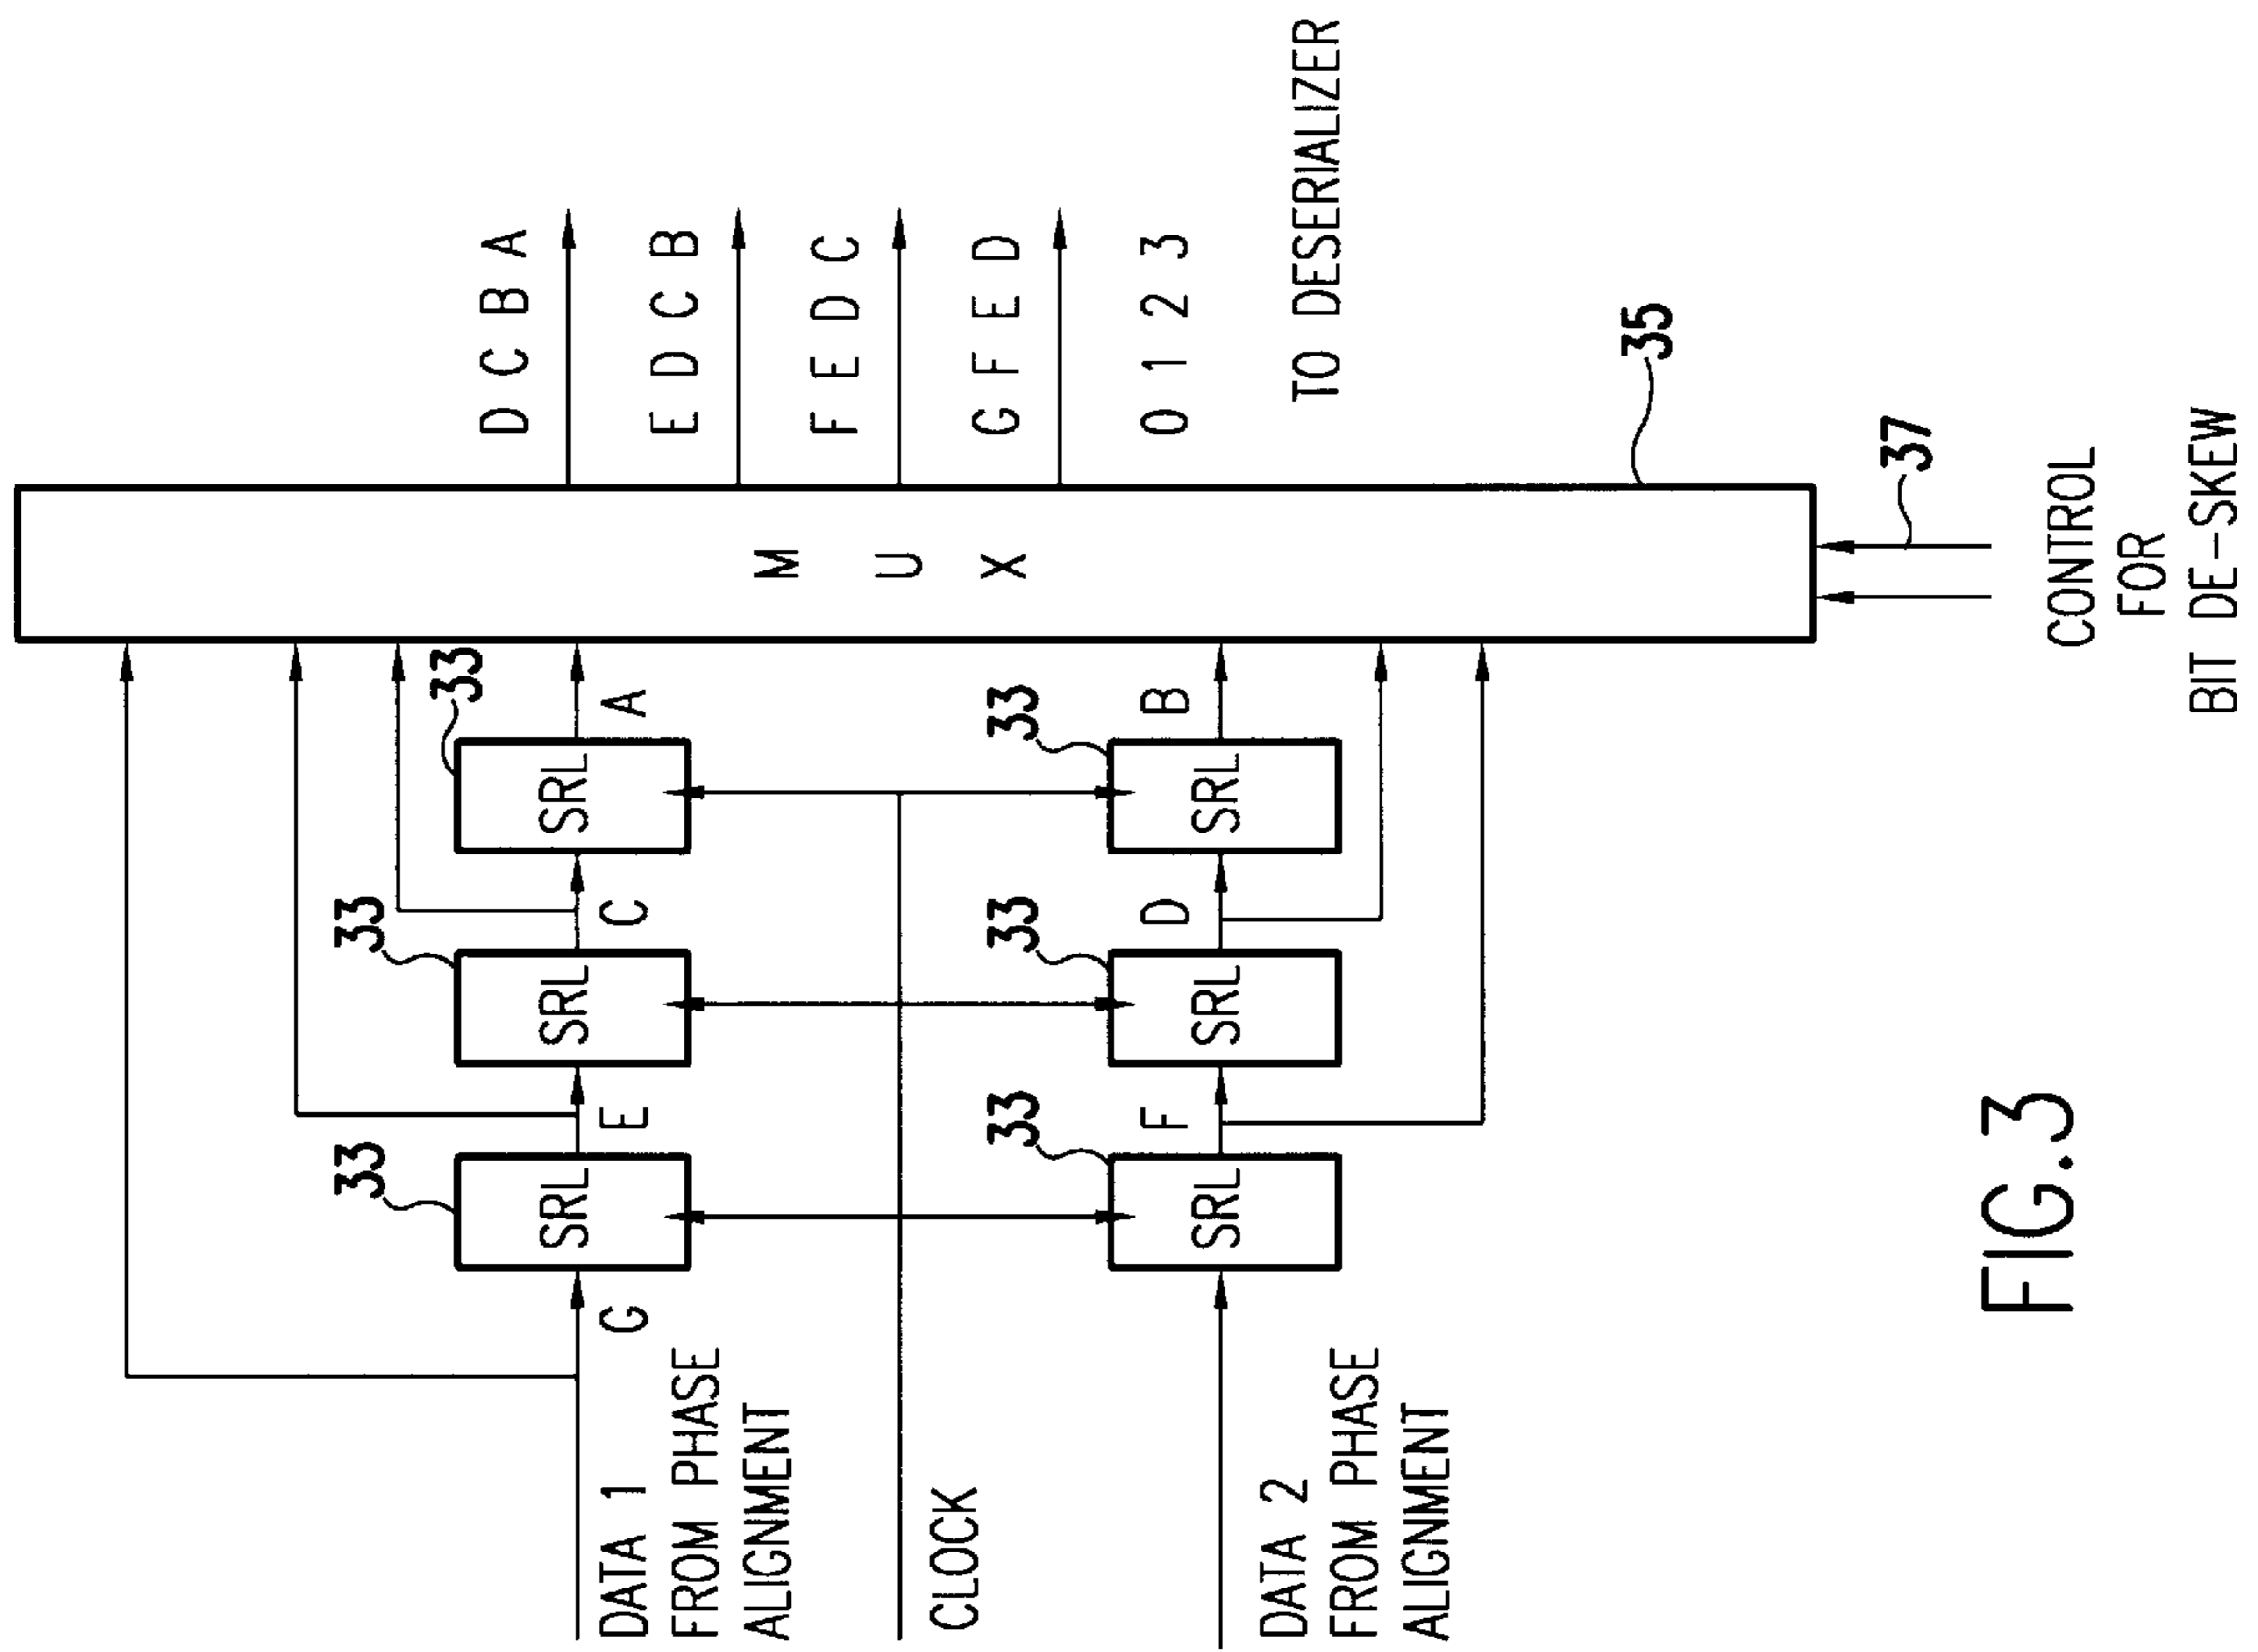 33
33
33
SRL
SRL
SRL
G
E
C
A
DATA 1
FROM PHASE
ALIGNMENT
CLOCK
33
33
33
SRL
SRL
SRL
F
D
B
DATA 2
FROM PHASE
ALIGNMENT
M
U
X
D C B A
E D C B
F E D C
G F E D
0 1 2 3
TO DESERIALIZER
35
37
CONTROL
FOR
BIT DE-SKEW
FIG.3